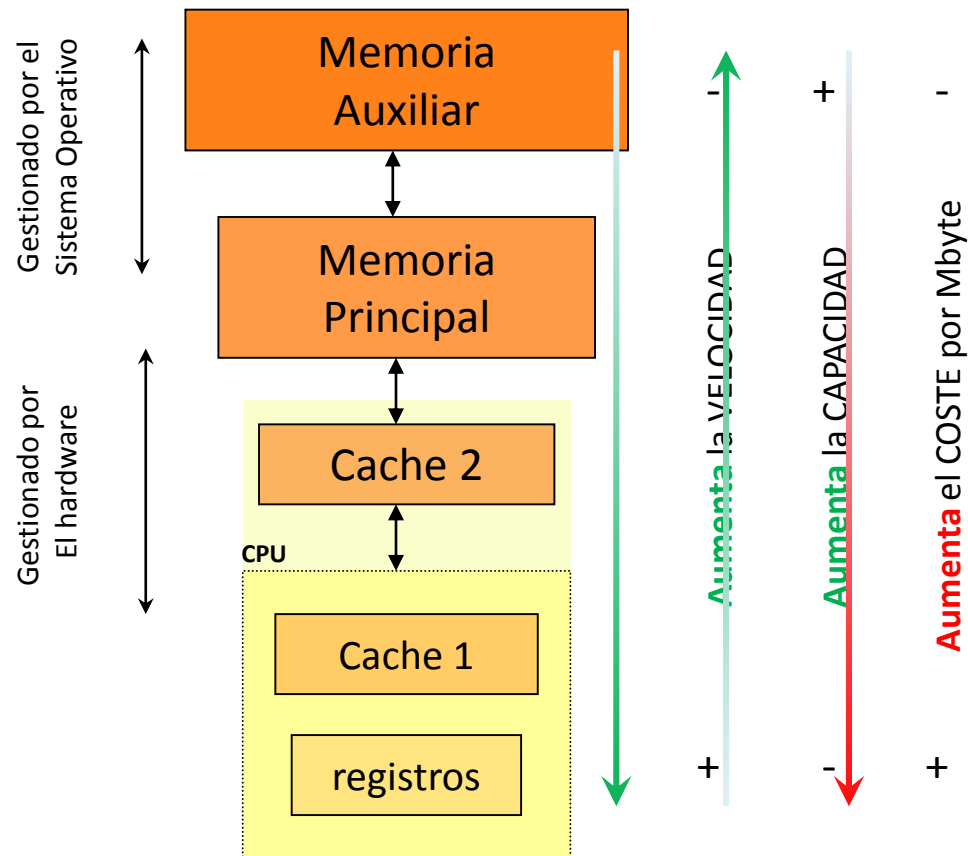 Gestionado por el
Sistema Operativo
Gestionado por
El hardware
Memoria
Auxiliar
Memoria
Principal
Cache 2
CPU
Cache 1
registros
-
Aumenta la VELOCIDAD
+
+
Aumenta la CAPACIDAD
-
-
Aumenta el COSTE por Mbyte
+